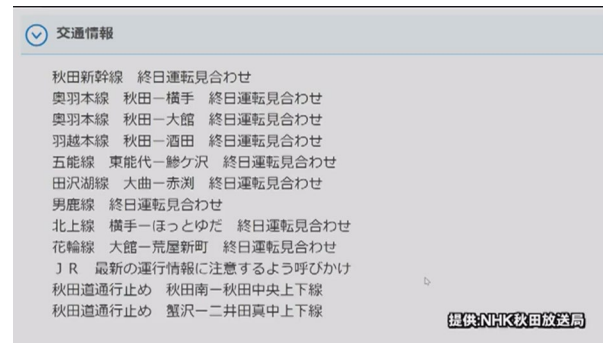 交通情報
秋田新幹線　終日運転見合わせ
奥羽本線　秋田ー横手　終日運転見合わせ
奥羽本線　秋田ー大館　終日運転見合わせ
羽越本線　秋田ー酒田　終日運転見合わせ
五能線　東能代ー鰺ケ沢　終日運転見合わせ
田沢湖線　大曲ー赤渕　終日運転見合わせ
男鹿線　終日運転見合わせ
北上線　横手ーほっとゆだ　終日運転見合わせ
花輪線　大館ー荒屋新町　終日運転見合わせ
ＪＲ　最新の運行情報に注意するよう呼びかけ
秋田道通行止め　秋田南ー秋田中央上下線
秋田道通行止め　蟹沢ー二井田真中上下線
提供:NHK秋田放送局